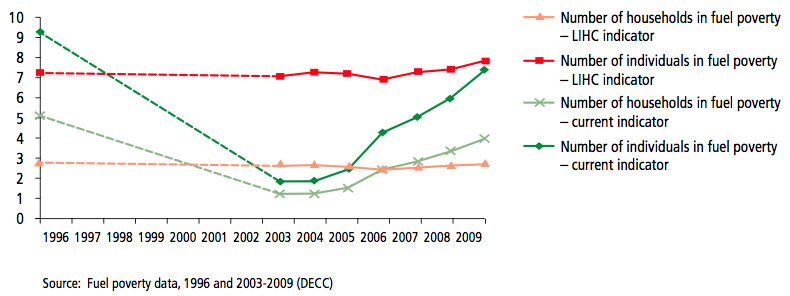 10
9
8
7
6
5
4
3
2
1
0
1996 1997 1998 1999 2000 2001 2002 2003 2004 2005 2006 2007 2008 2009
Number of households in fuel poverty
– LIHC indicator
Number of individuals in fuel poverty
– LIHC indicator
Number of households in fuel poverty
– current indicator
Number of individuals in fuel poverty
– current indicator
Source: Fuel poverty data, 1996 and 2003-2009 (DECC)